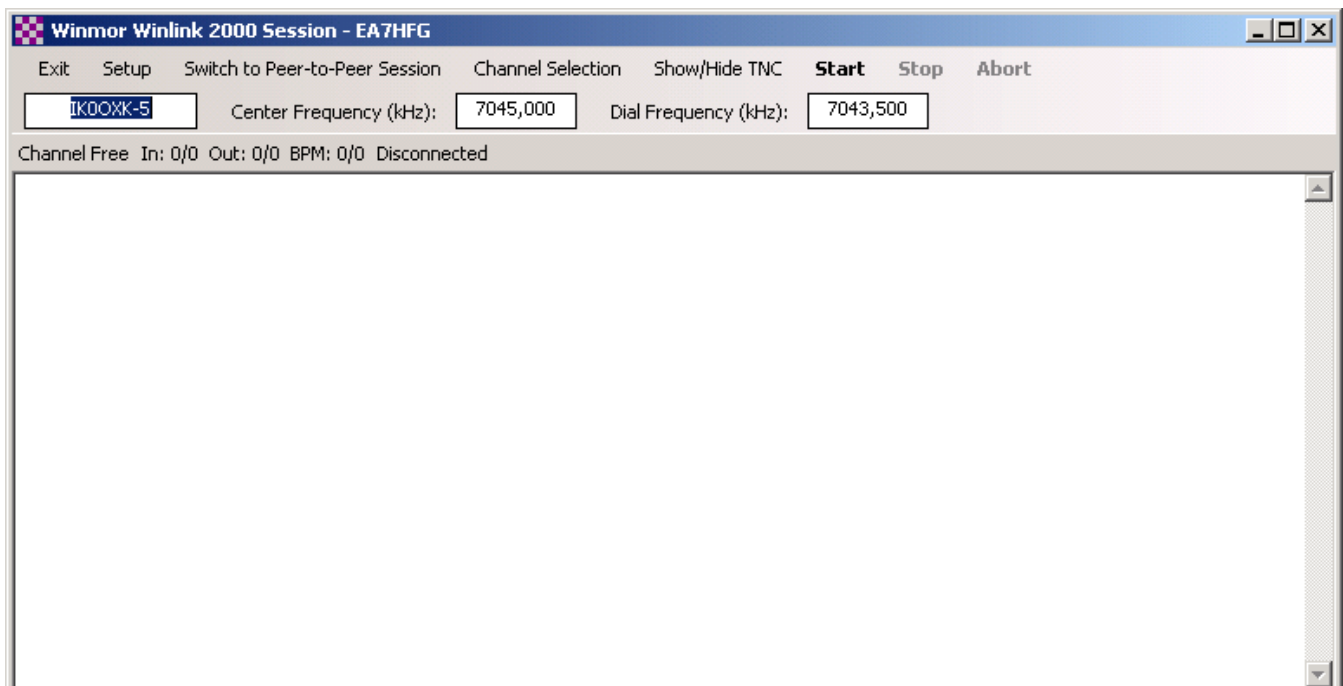 Winmor Winlink 2000 Session - EA7HFG
Exit Setup Switch to Peer-to-Peer Session Channel Selection Show/Hide TNC Start Stop Abort
IK0OXK-5 Center Frequency (kHz): 7045,000 Dial Frequency (kHz): 7043,500
Channel Free In: 0/0 Out: 0/0 BPM: 0/0 Disconnected